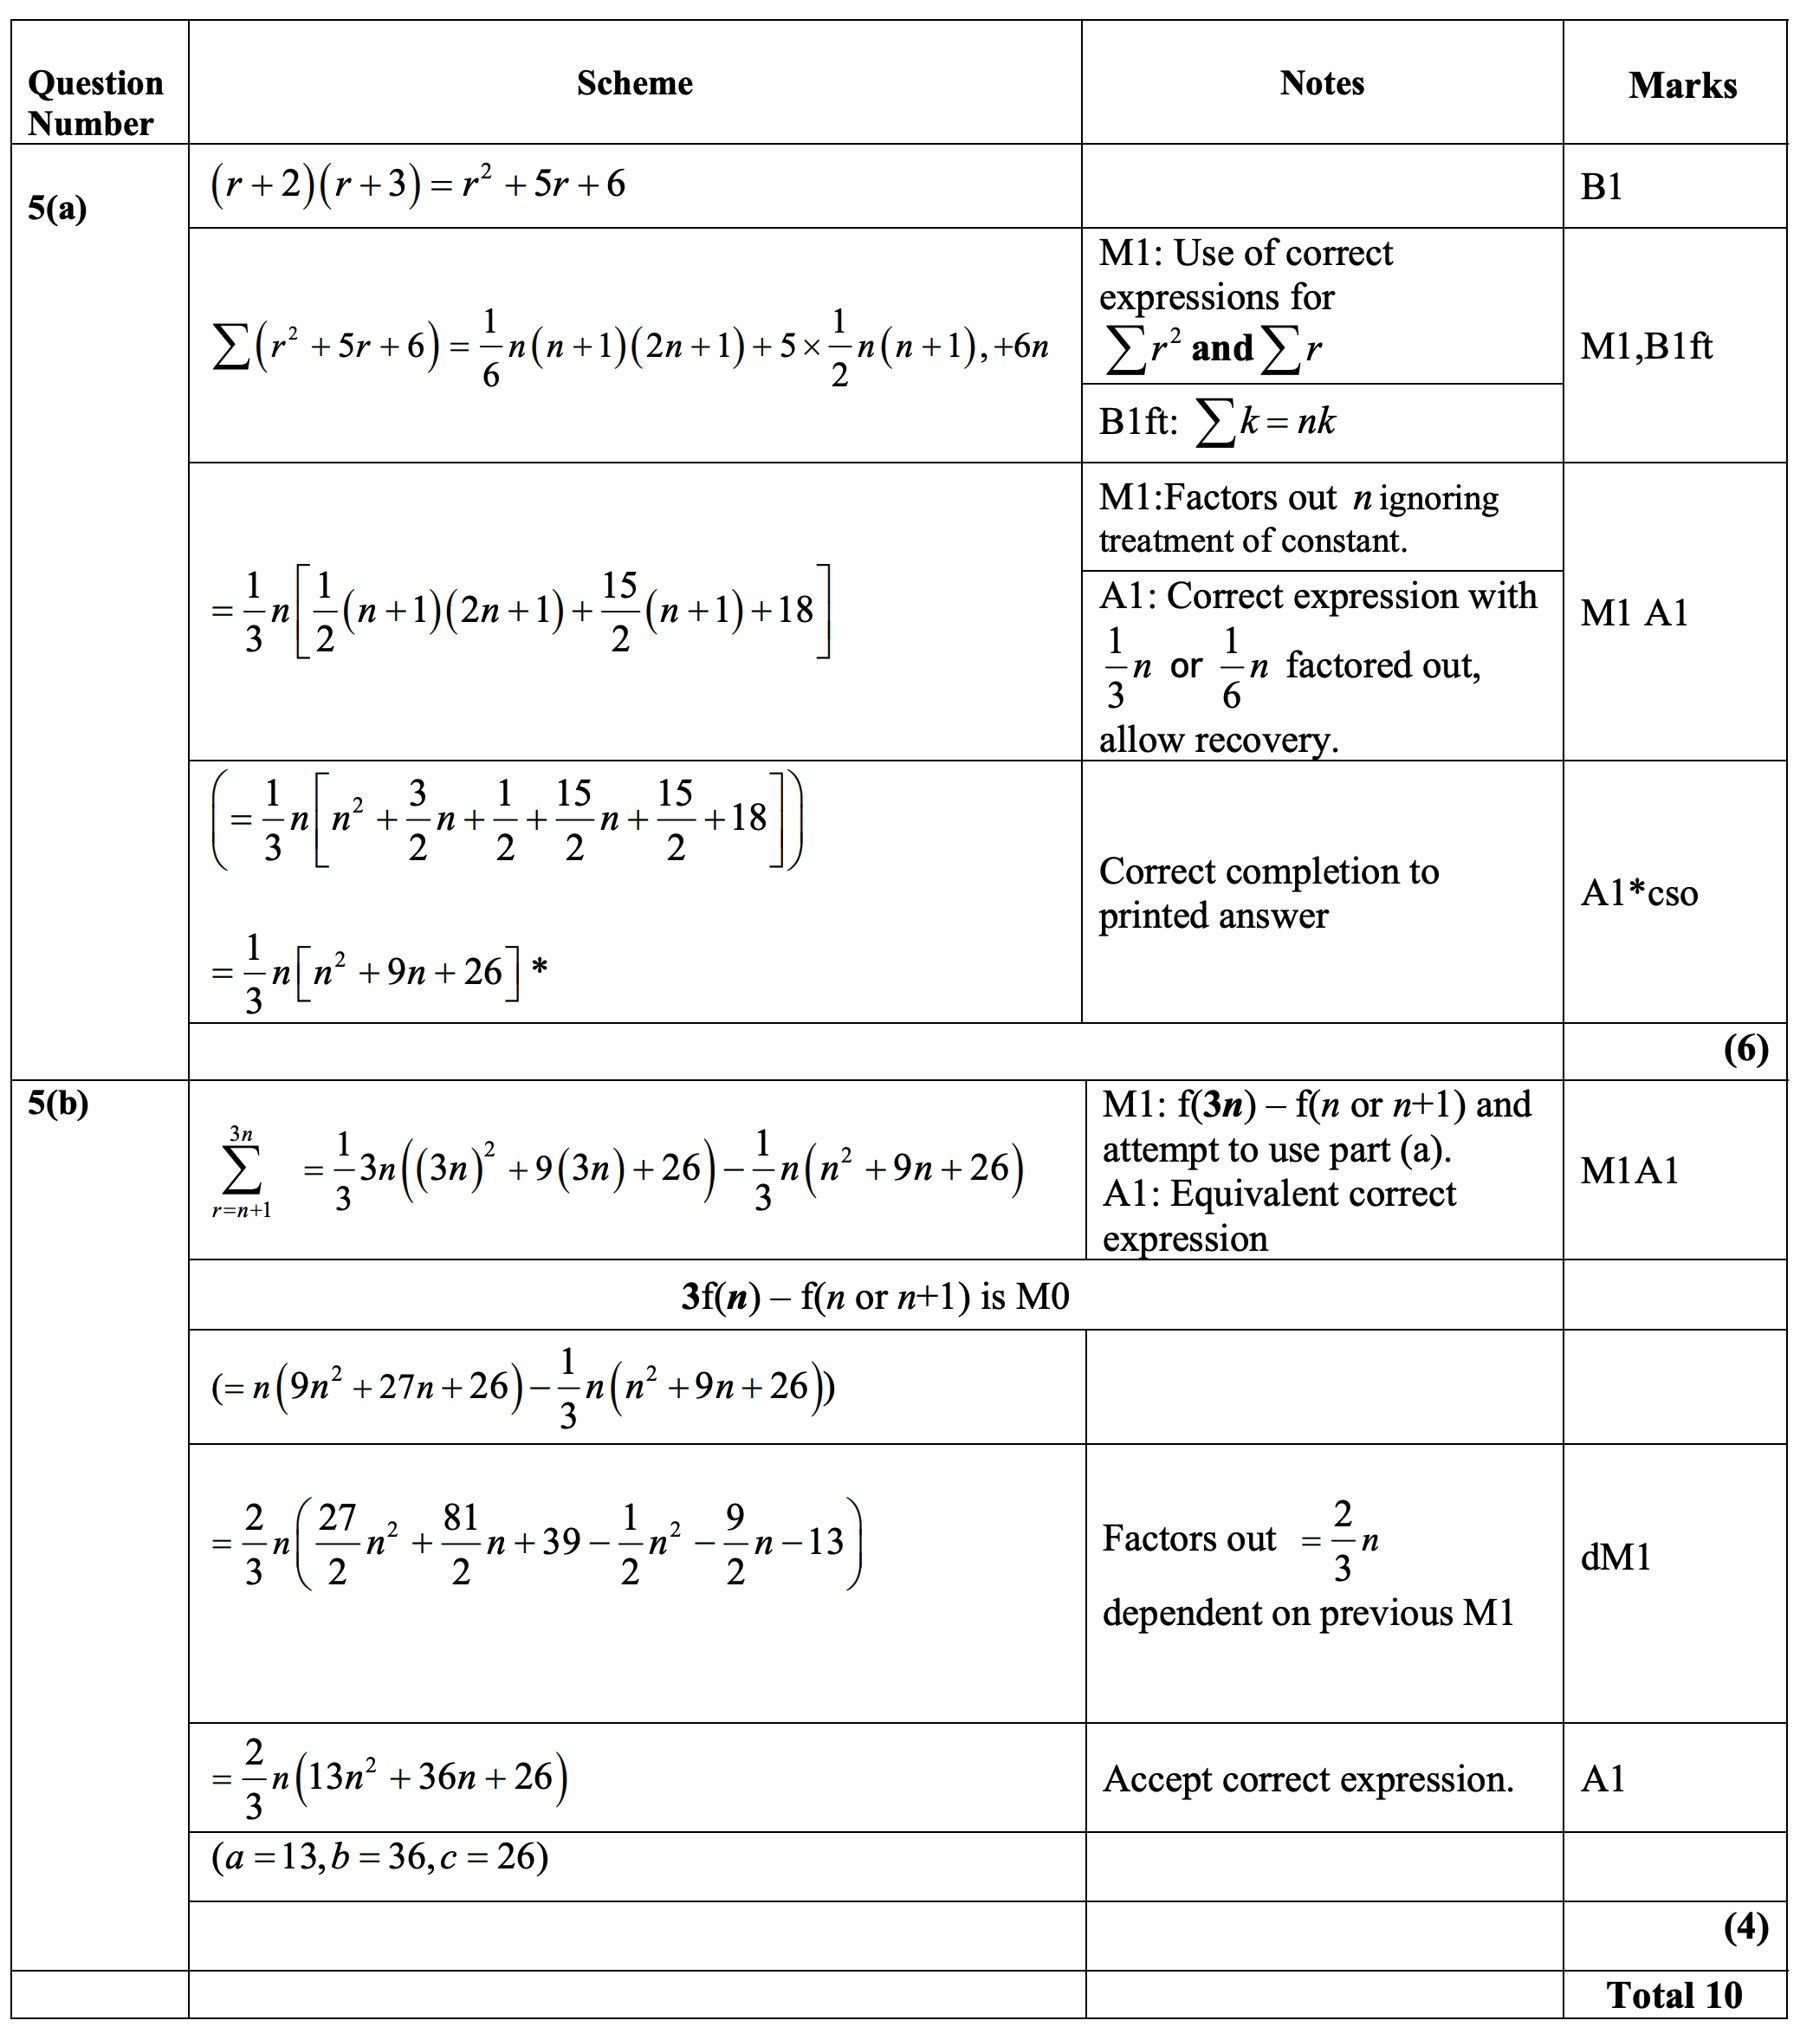 Question Number
Scheme
Notes
Marks
5(a)
(r + 2)(r + 3) = r² + 5r + 6
B1
∑(r² + 5r + 6) = 1/6 n(n + 1)(2n + 1) + 5 × 1/2 n(n + 1), +6n
M1: Use of correct
expressions for
∑r² and ∑r
B1ft: ∑k = nk
M1,B1ft
= 1/3 n[1/2 (n + 1)(2n + 1) + 15/2 (n + 1) + 18]
M1:Factors out n ignoring
treatment of constant.
A1: Correct expression with
1/3 n or 1/6 n factored out,
allow recovery.
M1 A1
(= 1/3 n[n² + 3/2 n + 1/2 + 15/2 n + 15/2 + 18])
= 1/3 n[n² + 9n + 26] *
Correct completion to
printed answer
A1*cso
(6)
5(b)
∑_{r=n+1}^{3n} = 1/3 3n((3n)² + 9(3n) + 26) − 1/3 n(n² + 9n + 26)
M1: f(3n) – f(n or n+1) and
attempt to use part (a).
A1: Equivalent correct
expression
M1A1
3f(n) – f(n or n+1) is M0
(= n(9n² + 27n + 26) − 1/3 n(n² + 9n + 26))
= 2/3 n(27/2 n² + 81/2 n + 39 − 1/2 n² − 9/2 n − 13)
Factors out = 2/3 n
dependent on previous M1
dM1
= 2/3 n(13n² + 36n + 26)
Accept correct expression.
A1
(a = 13, b = 36, c = 26)
(4)
Total 10